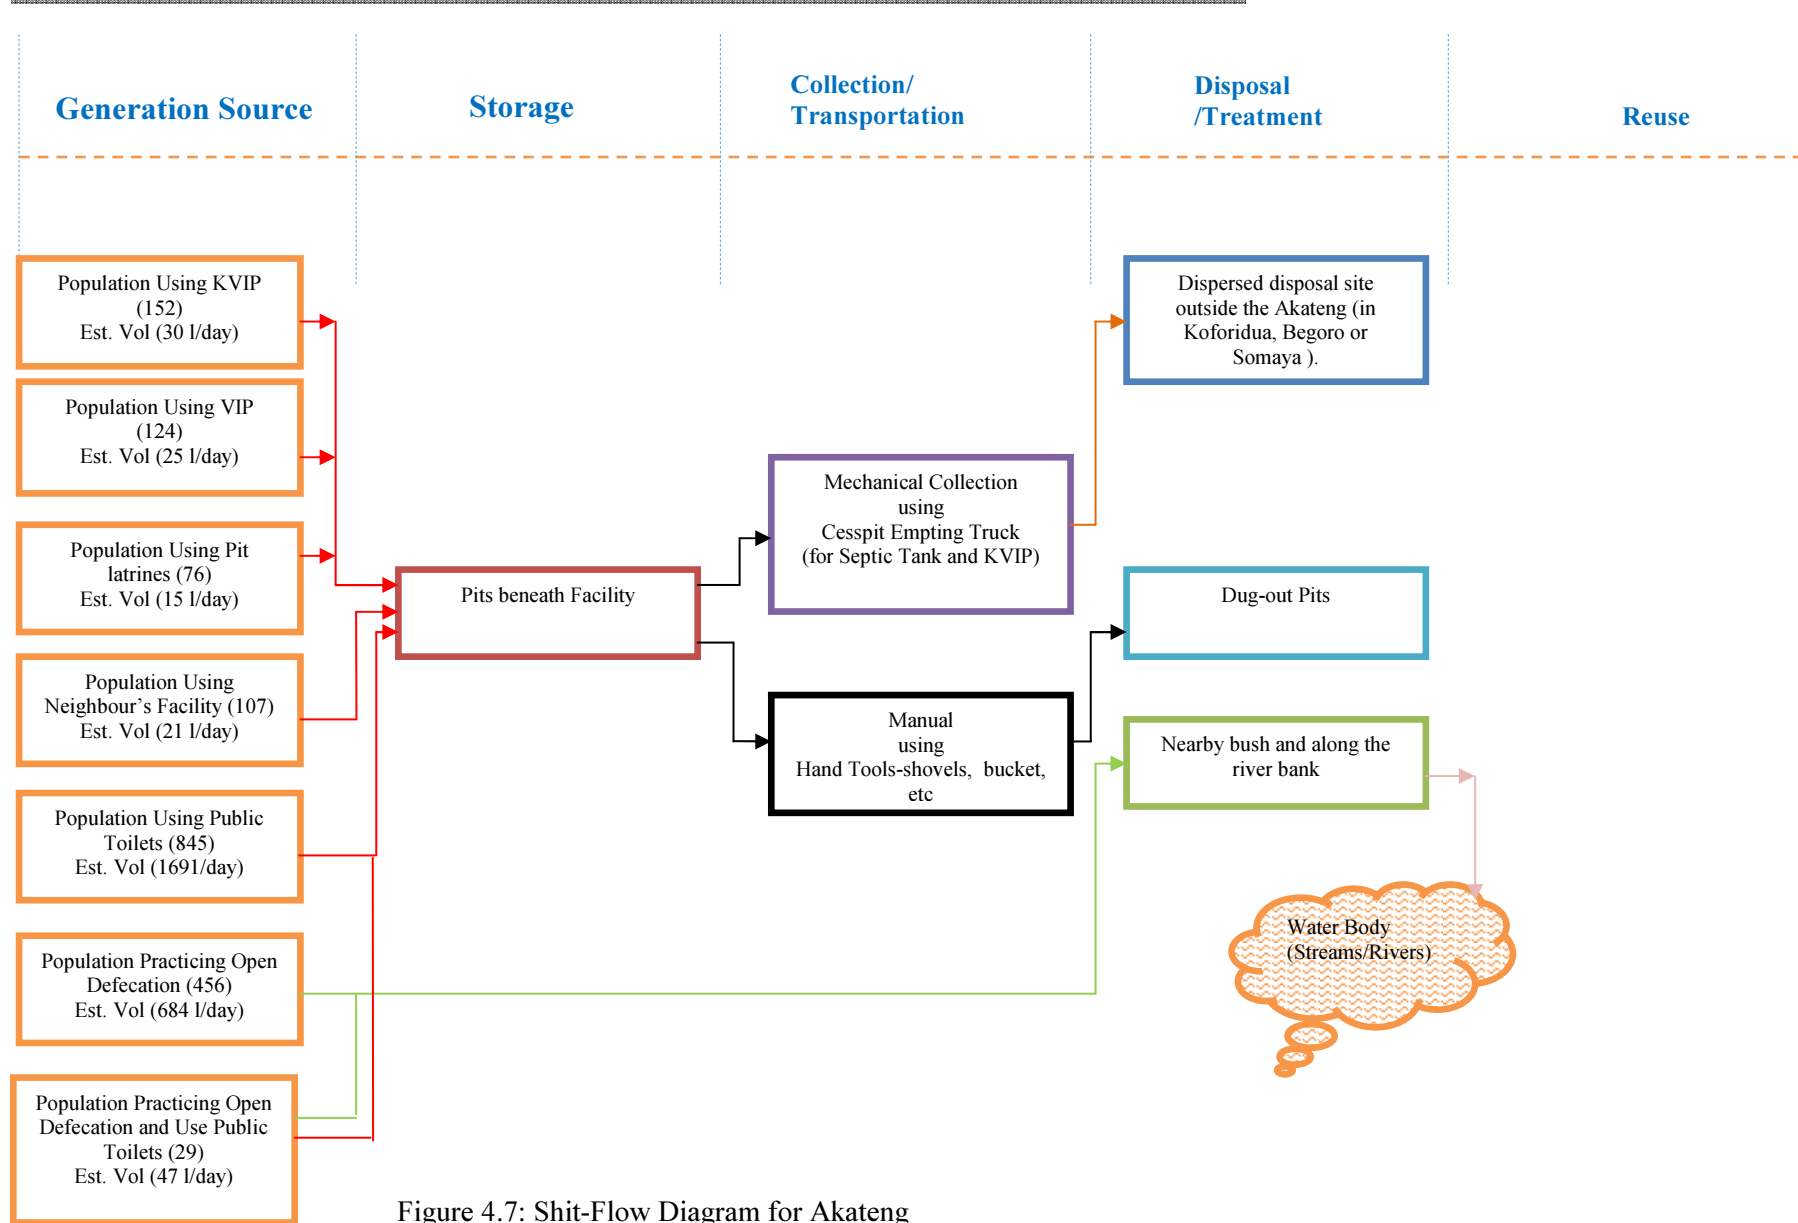 Generation Source
Storage
Collection/
Transportation
Disposal
/Treatment
Reuse
Population Using KVIP
(152)
Est. Vol (30 l/day)
Population Using VIP
(124)
Est. Vol (25 l/day)
Population Using Pit
latrines (76)
Est. Vol (15 l/day)
Population Using
Neighbour’s Facility (107)
Est. Vol (21 l/day)
Population Using Public
Toilets (845)
Est. Vol (1691/day)
Population Practicing Open
Defecation (456)
Est. Vol (684 l/day)
Population Practicing Open
Defecation and Use Public
Toilets (29)
Est. Vol (47 l/day)
Pits beneath Facility
Mechanical Collection
using
Cesspit Empting Truck
(for Septic Tank and KVIP)
Manual
using
Hand Tools-shovels, bucket,
etc
Dispersed disposal site
outside the Akateng (in
Koforidua, Begoro or
Somaya ).
Dug-out Pits
Nearby bush and along the
river bank
Water Body
(Streams/Rivers)
Figure 4.7: Shit-Flow Diagram for Akateng